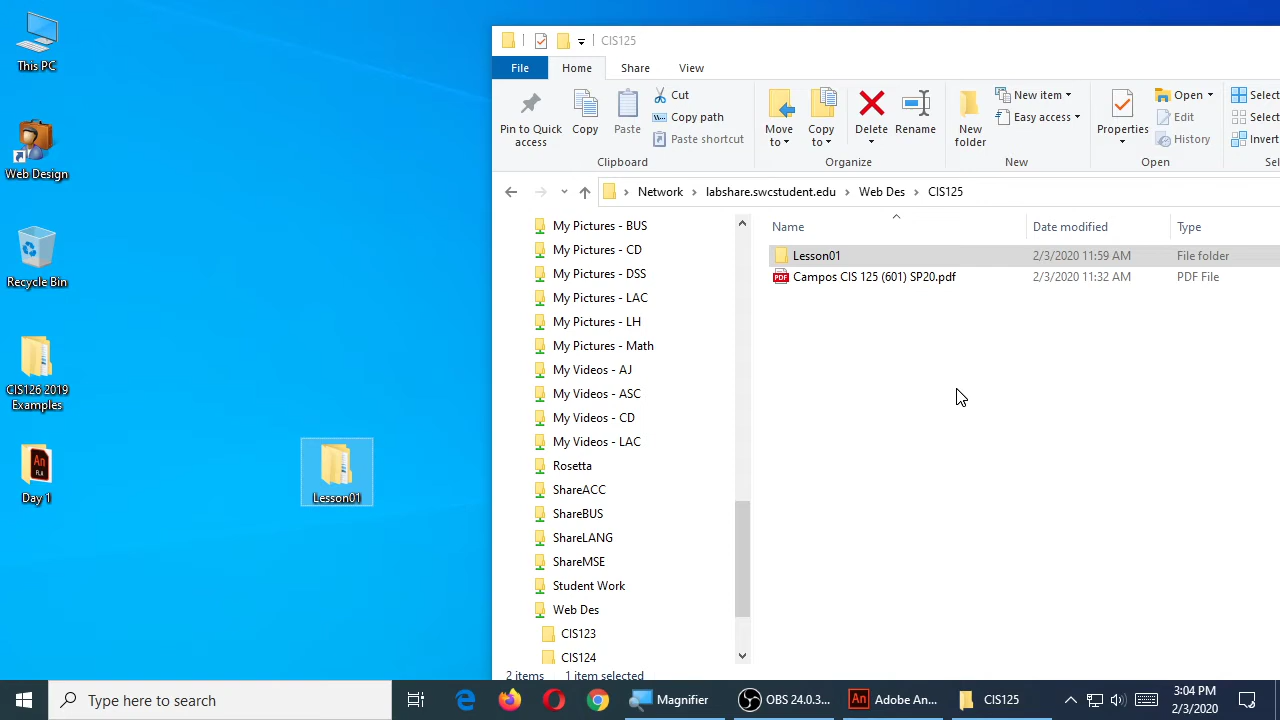 This PC
Web Design
Recycle Bin
CIS126 2019
Examples
An
FLA
Day 1
Lesson01
CIS125
File
Home
Share
View
Pin to Quick
access
Copy
Paste
Cut
Copy path
Paste shortcut
Clipboard
Move
to
Copy
to
Delete
Rename
Organize
New
folder
New item
Easy access
New
Properties
Open
Edit
History
Open
Select
Select
Invert
Network
labshare.swcstudent.edu
Web Des
CIS125
My Pictures - BUS
My Pictures - CD
My Pictures - DSS
My Pictures - LAC
My Pictures - LH
My Pictures - Math
My Videos - AJ
My Videos - ASC
My Videos - CD
My Videos - LAC
Rosetta
ShareACC
ShareBUS
ShareLANG
ShareMSE
Student Work
Web Des
CIS123
CIS124
Name Date modified Type
Lesson01 2/3/2020 11:59 AM File folder
PDF Campos CIS 125 (601) SP20.pdf 2/3/2020 11:32 AM PDF File
2 items 1 item selected
Type here to search
Magnifier
OBS 24.0.3...
An Adobe An...
CIS125
3:04 PM
2/3/2020